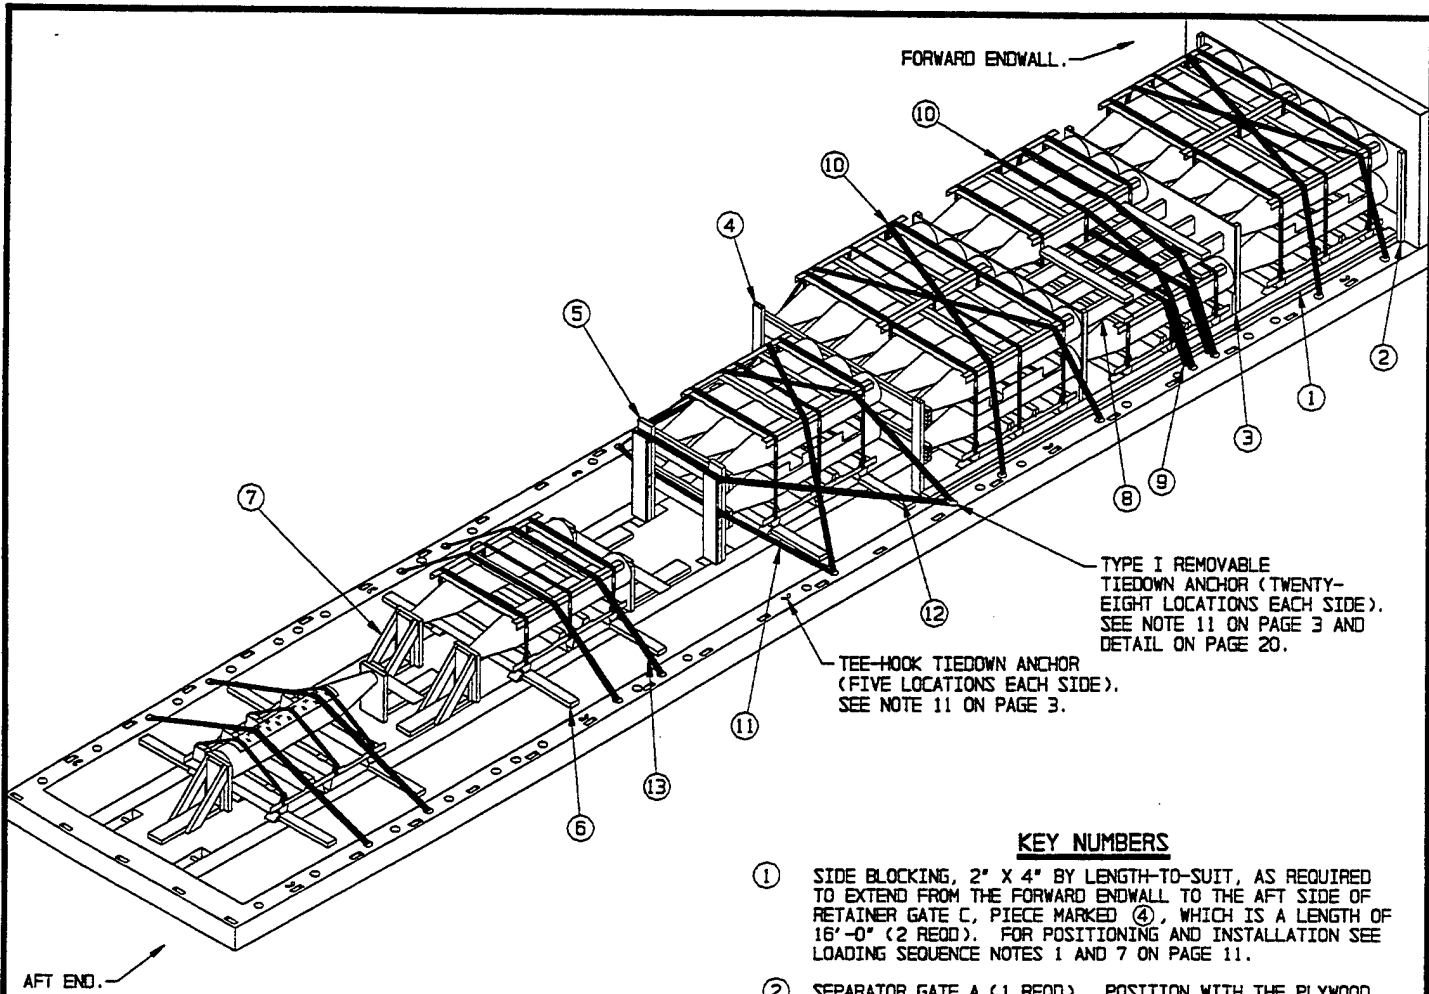 FORWARD ENDWALL.
10
10
4
5
7
2
1
3
9
8
12
TYPE I REMOVABLE
TIEDOWN ANCHOR (TWENTY-
EIGHT LOCATIONS EACH SIDE).
SEE NOTE 11 ON PAGE 3 AND
DETAIL ON PAGE 20.
TEE-HOOK TIEDOWN ANCHOR
(FIVE LOCATIONS EACH SIDE).
SEE NOTE 11 ON PAGE 3.
11
13
6
AFT END.
KEY NUMBERS
1 SIDE BLOCKING, 2" X 4" BY LENGTH-TO-SUIT, AS REQUIRED
TO EXTEND FROM THE FORWARD ENDWALL TO THE AFT SIDE OF
RETAINER GATE C, PIECE MARKED 4, WHICH IS A LENGTH OF
16'-0" (2 REQD). FOR POSITIONING AND INSTALLATION SEE
LOADING SEQUENCE NOTES 1 AND 7 ON PAGE 11.
2 SEPARATOR GATE A (1 REQD). POSITION WITH THE PLYWOOD